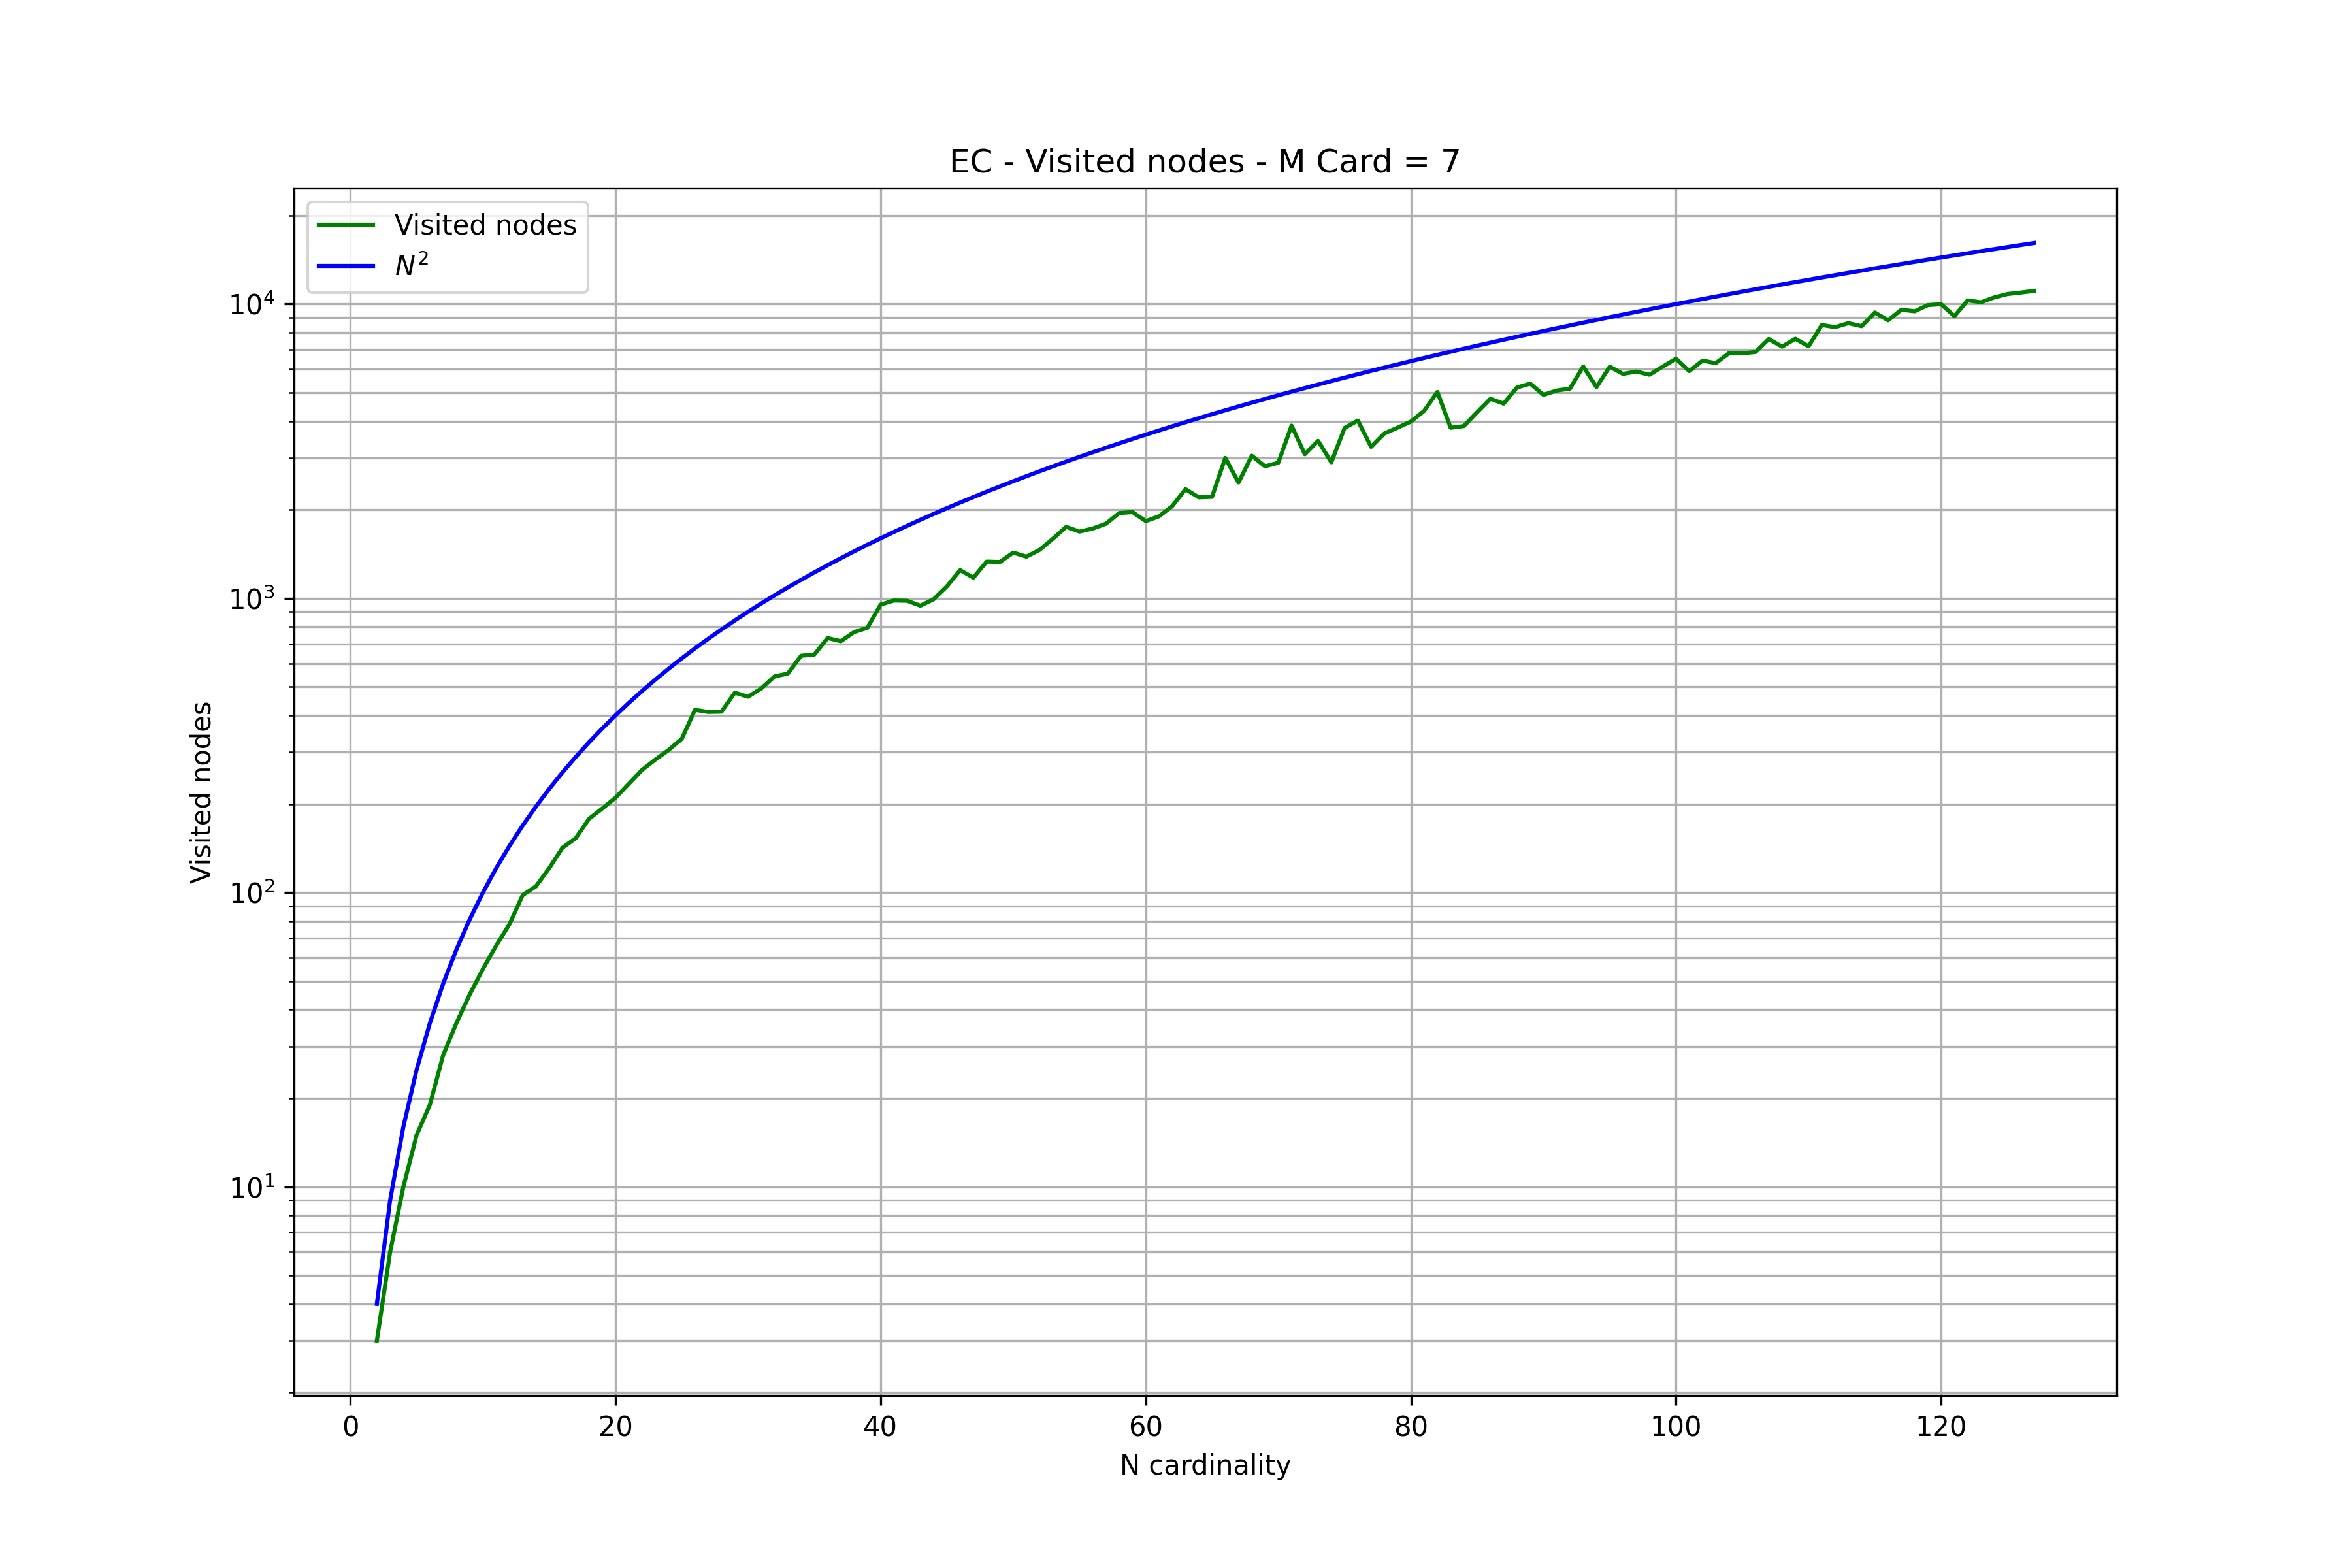 EC - Visited nodes - M Card = 7
Visited nodes
N²
10⁴
10³
10²
10¹
Visited nodes
0 20 40 60 80 100 120
N cardinality